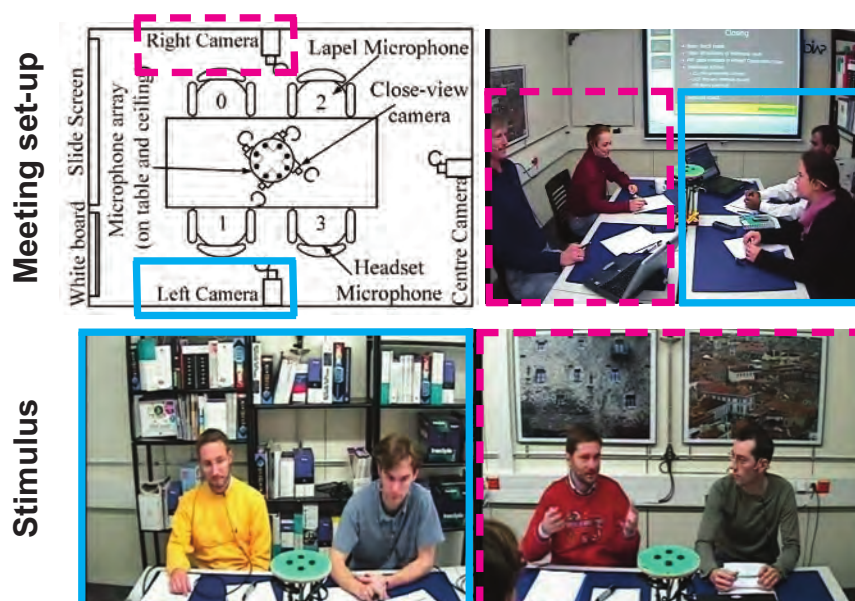 Meeting set-up
Slide Screen
White board
Microphone array
(on table and ceiling)
Right Camera
Lapel Microphone
Close-view
camera
0
2
1
3
Left Camera
Headset
Microphone
Centre Camera
Closing
Stimulus